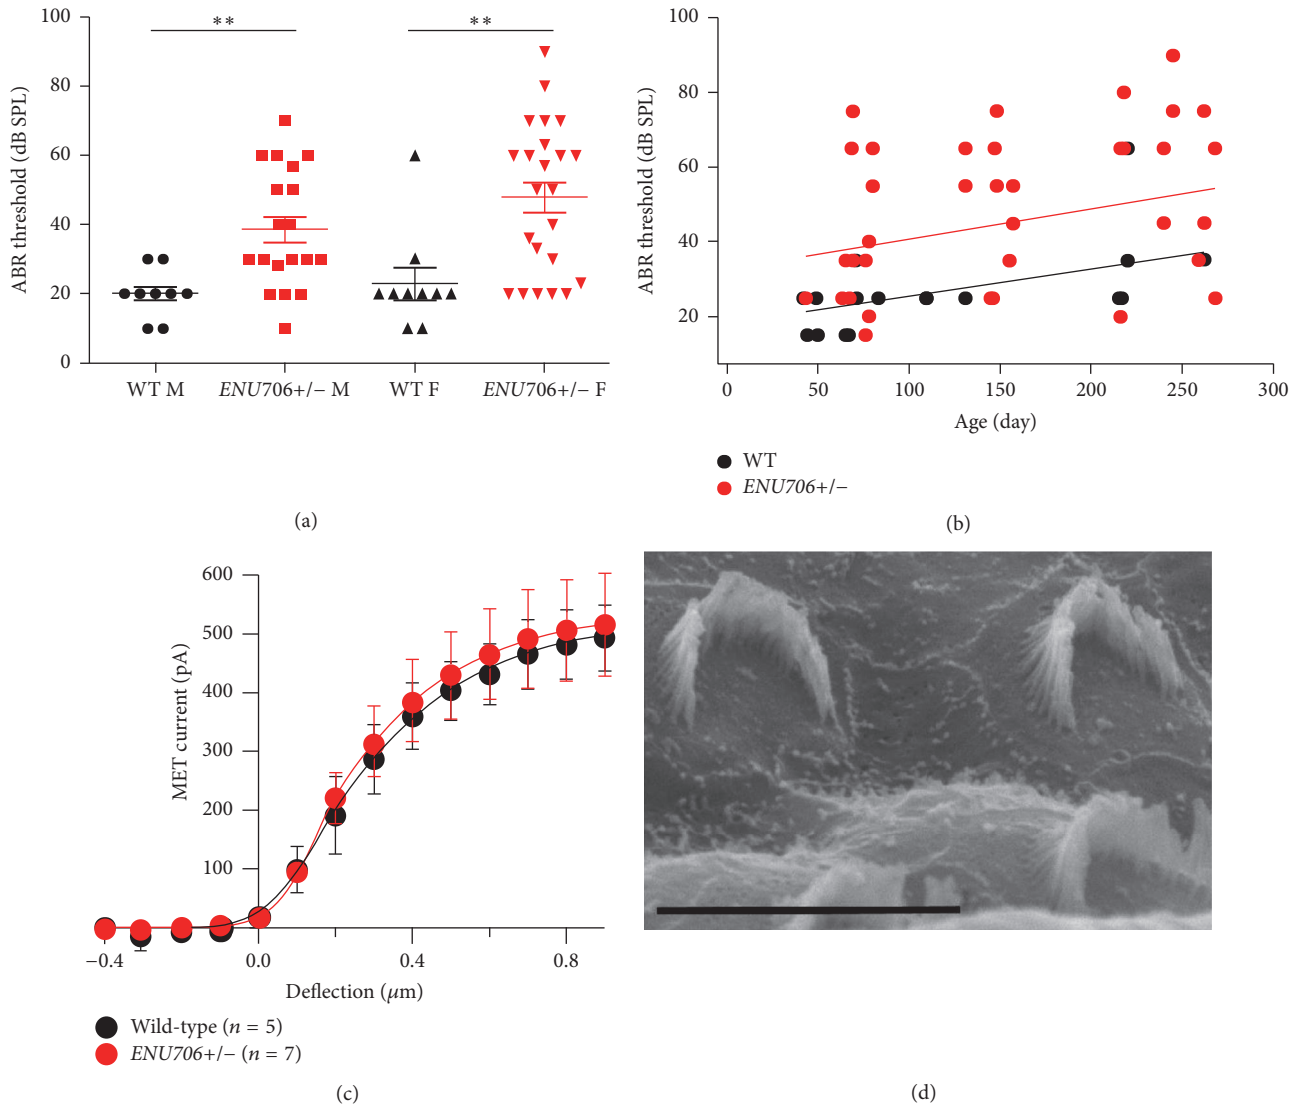 100
80
60
40
20
0
ABR threshold (dB SPL)
** **
WT M ENU706+/− M WT F ENU706+/− F
(a)
100
80
60
40
20
ABR threshold (dB SPL)
0 50 100 150 200 250 300
Age (day)
WT
ENU706+/−
(b)
600
500
400
300
200
100
MET current (pA)
−0.4 0.0 0.4 0.8
Deflection (μm)
Wild-type (n = 5)
ENU706+/− (n = 7)
(c)
(d)